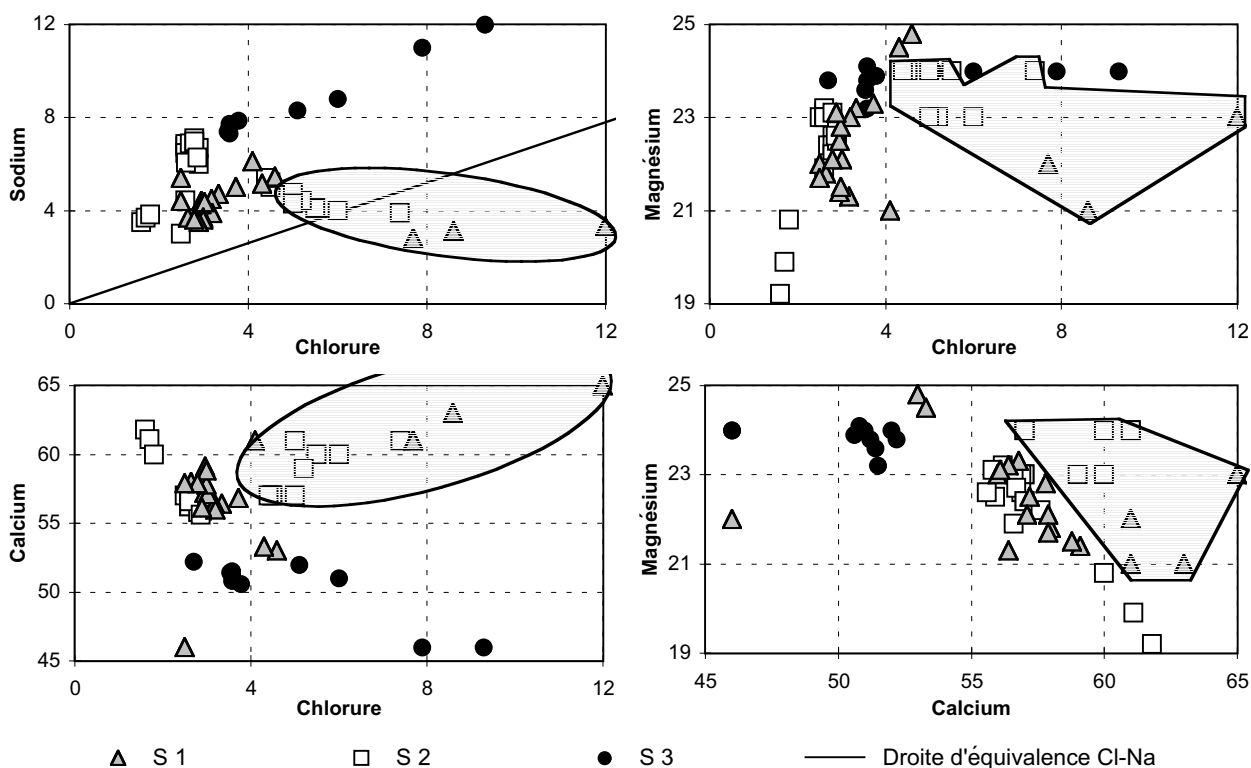 12
8
4
0
Sodium
0 4 8 12
Chlorure
25
23
21
19
Magnésium
0 4 8 12
Chlorure
65
60
55
50
45
Calcium
0 4 8 12
Chlorure
25
23
21
19
Magnésium
45 50 55 60 65
Calcium
S 1 S 2 S 3 Droite d'équivalence Cl-Na